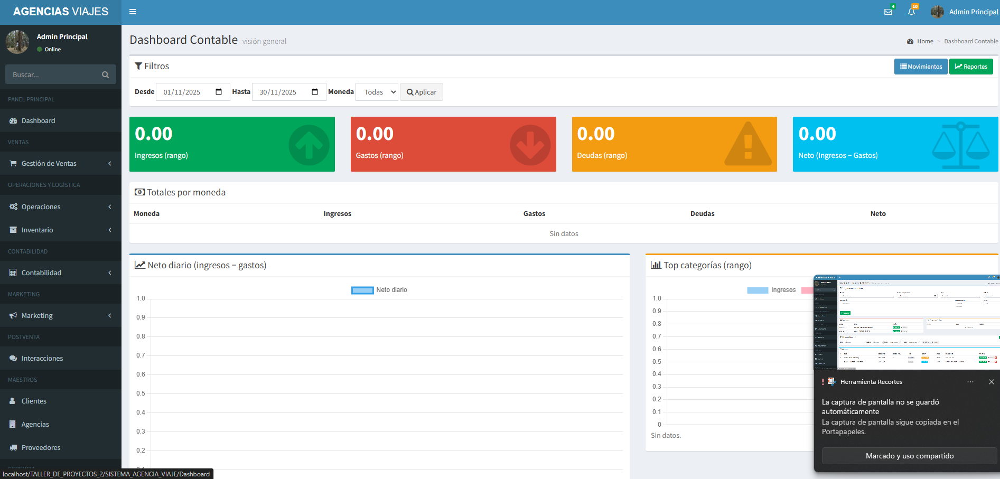 AGENCIAS VIAJES
4
10
Admin Principal
Admin Principal
Online
Buscar...
PANEL PRINCIPAL
Dashboard
VENTAS
Gestión de Ventas
OPERACIONES Y LOGÍSTICA
Operaciones
Inventario
CONTABILIDAD
Contabilidad
MARKETING
Marketing
POSTVENTA
Interacciones
MAESTROS
Clientes
Agencias
Proveedores
GERENCIA
localhost/TALLER_DE_PROYECTOS_2/SISTEMA_AGENCIA_VIAJE/Dashboard
Dashboard Contable visión general
Home > Dashboard Contable
Filtros
Movimientos
Reportes
Desde 01/11/2025 Hasta 30/11/2025 Moneda Todas Aplicar
0.00
Ingresos (rango)
0.00
Gastos (rango)
0.00
Deudas (rango)
0.00
Neto (Ingresos – Gastos)
Totales por moneda
Moneda Ingresos Gastos Deudas Neto
Sin datos
Neto diario (ingresos – gastos)
Neto diario
1.0
0.9
0.8
0.7
0.6
0.5
0.4
0.3
0.2
0.1
Top categorías (rango)
Ingresos
1.0
0.9
0.8
0.7
0.6
0.5
0.4
0.3
0.2
0.1
0
Sin datos.
AGENCIAS VIAJES
Herramienta Recortes
La captura de pantalla no se guardó
automáticamente
La captura de pantalla sigue copiada en el
Portapapeles.
Marcado y uso compartido